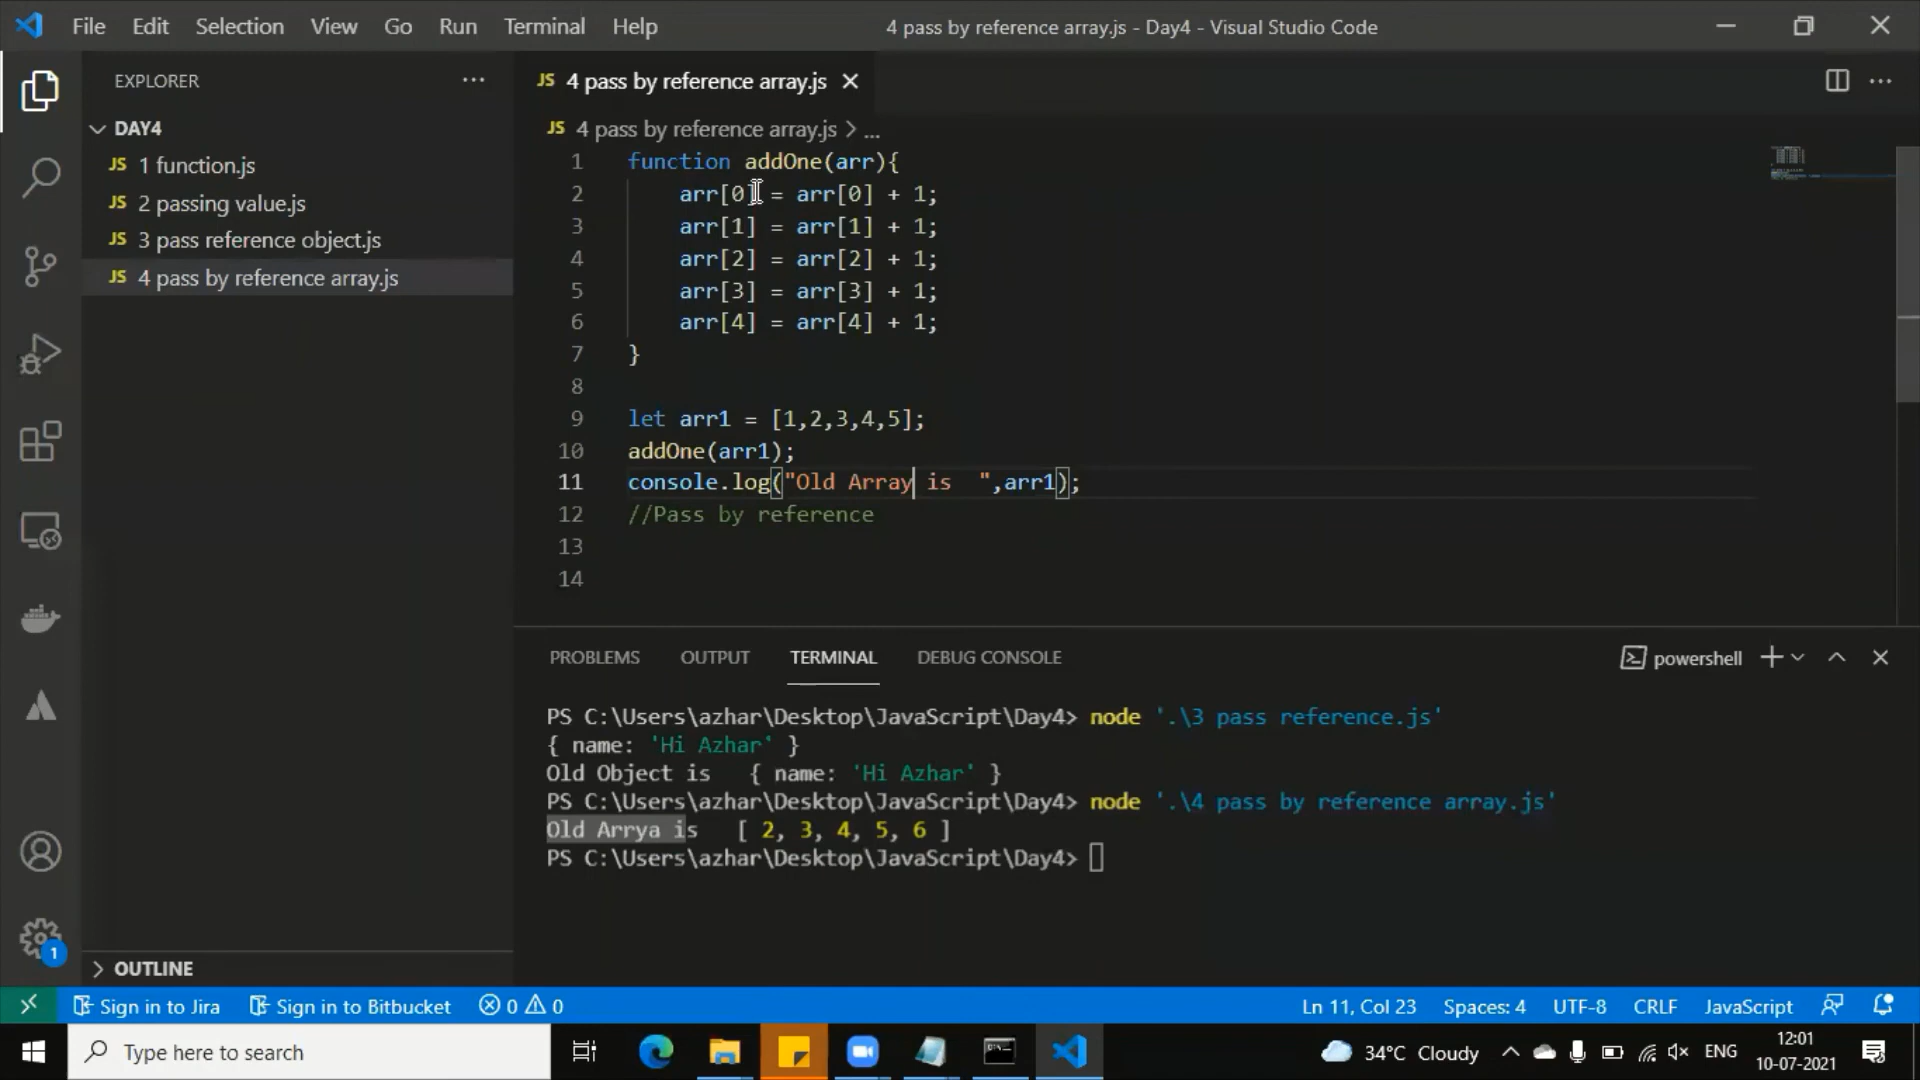 File Edit Selection View Go Run Terminal Help 4 pass by reference array.js - Day4 - Visual Studio Code
EXPLORER
JS 4 pass by reference array.js
DAY4
JS 1 function.js
JS 2 passing value.js
JS 3 pass reference object.js
JS 4 pass by reference array.js
JS 4 pass by reference array.js > ...
1 function addOne(arr){
2 arr[0] = arr[0] + 1;
3 arr[1] = arr[1] + 1;
4 arr[2] = arr[2] + 1;
5 arr[3] = arr[3] + 1;
6 arr[4] = arr[4] + 1;
7 }
8
9 let arr1 = [1,2,3,4,5];
10 addOne(arr1);
11 console.log("Old Array is  ",arr1);
12 //Pass by reference
13
14
PROBLEMS OUTPUT TERMINAL DEBUG CONSOLE powershell
PS C:\Users\azhar\Desktop\JavaScript\Day4> node '.\3 pass reference.js'
{ name: 'Hi Azhar' }
Old Object is   { name: 'Hi Azhar' }
PS C:\Users\azhar\Desktop\JavaScript\Day4> node '.\4 pass by reference array.js'
Old Arrya is   [ 2, 3, 4, 5, 6 ]
PS C:\Users\azhar\Desktop\JavaScript\Day4>
1
OUTLINE
Sign in to Jira Sign in to Bitbucket 0 0 Ln 11, Col 23 Spaces: 4 UTF-8 CRLF JavaScript
Type here to search 34°C Cloudy ENG 12:01
10-07-2021